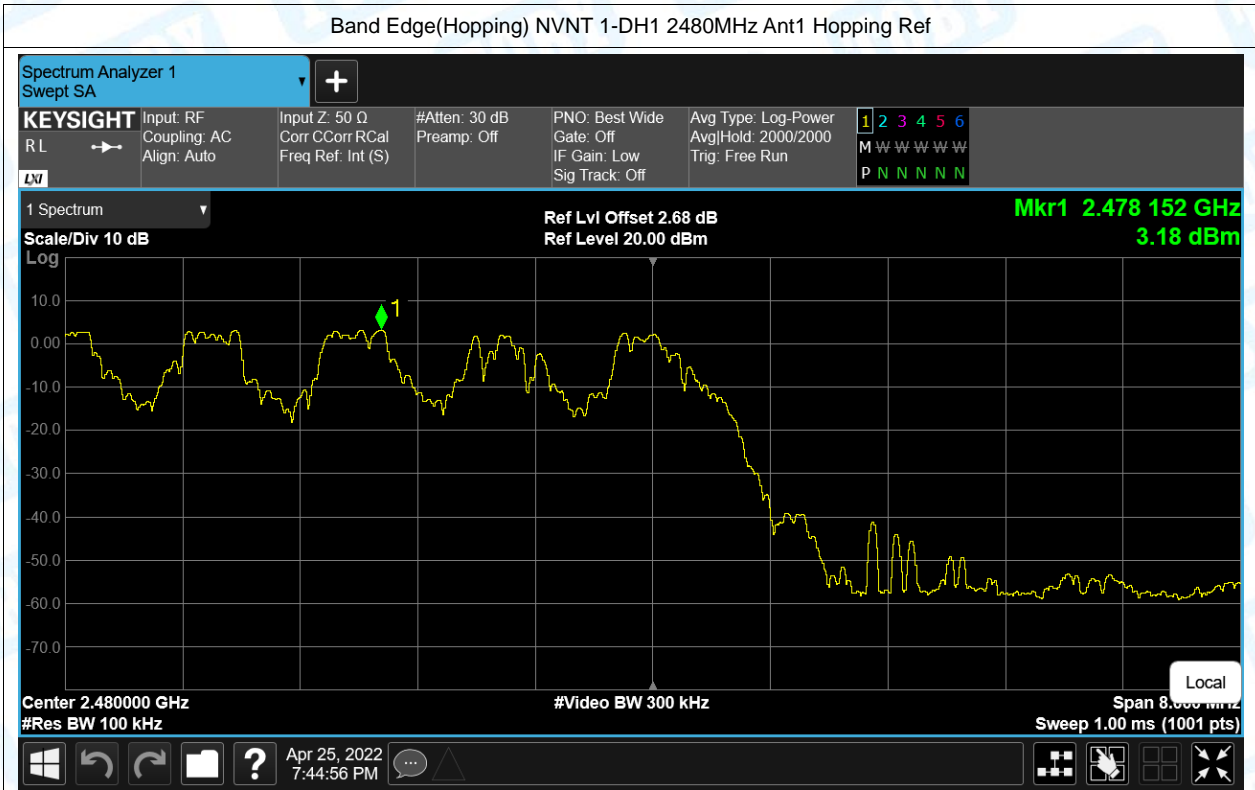 Band Edge(Hopping) NVNT 1-DH1 2480MHz Ant1 Hopping Ref
Spectrum Analyzer 1
Swept SA
▼
+
KEYSIGHT
RL
LXI
Input: RF
Coupling: AC
Align: Auto
Input Z: 50 Ω
Corr CCorr RCal
Freq Ref: Int (S)
#Atten: 30 dB
Preamp: Off
PNO: Best Wide
Gate: Off
IF Gain: Low
Sig Track: Off
Avg Type: Log-Power
Avg|Hold: 2000/2000
Trig: Free Run
1 2 3 4 5 6
M W W W W W
P N N N N N
1 Spectrum
▼
Scale/Div 10 dB
Ref Lvl Offset 2.68 dB
Ref Level 20.00 dBm
Mkr1 2.478 152 GHz
3.18 dBm
Log
1
10.0
0.00
-10.0
-20.0
-30.0
-40.0
-50.0
-60.0
-70.0
Local
Center 2.480000 GHz
#Video BW 300 kHz
Span 8.000 MHz
#Res BW 100 kHz
Sweep 1.00 ms (1001 pts)
?
Apr 25, 2022
7:44:56 PM